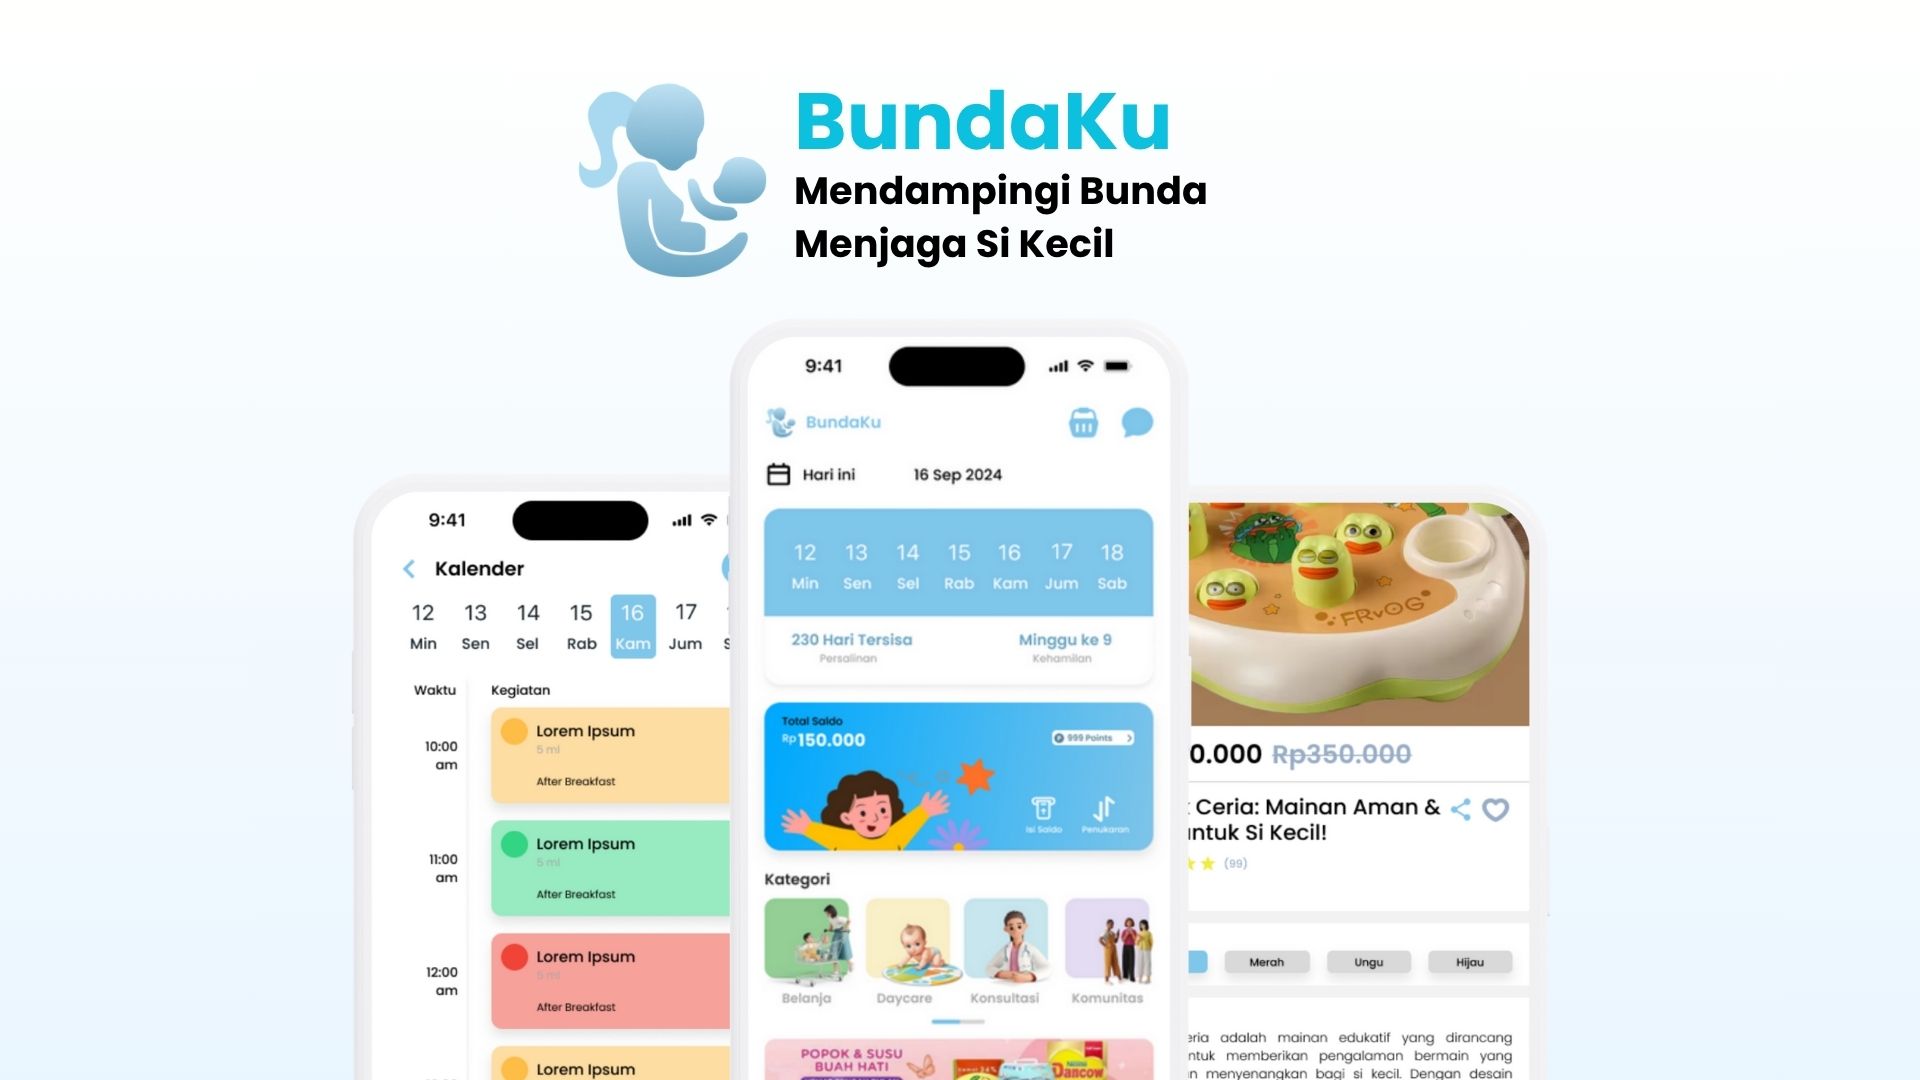 BundaKu
Mendampingi Bunda
Menjaga Si Kecil
9:41
Kalender
12 13 14 15 16 17
Min Sen Sel Rab Kam Jum S
Waktu Kegiatan
10:00 am
Lorem Ipsum
5 ml
After Breakfast
11:00 am
Lorem Ipsum
5 ml
After Breakfast
12:00 am
Lorem Ipsum
5 ml
After Breakfast
Lorem Ipsum
9:41
BundaKu
Hari ini 16 Sep 2024
12 13 14 15 16 17 18
Min Sen Sel Rab Kam Jum Sab
230 Hari Tersisa Minggu ke 9
Persalinan Kehamilan
Total Saldo
Rp150.000
P 999 Points
Isi Saldo Penukaran
Kategori
Belanja Daycare Konsultasi Komunitas
POPOK & SUSU
BUAH HATI
Dancow
FRvOG
0.000 Rp350.000
Ceria: Mainan Aman &
ntuk Si Kecil!
(99)
Merah Ungu Hijau
eria adalah mainan edukatif yang dirancang
ntuk memberikan pengalaman bermain yang
n menyenangkan bagi si kecil. Dengan desain